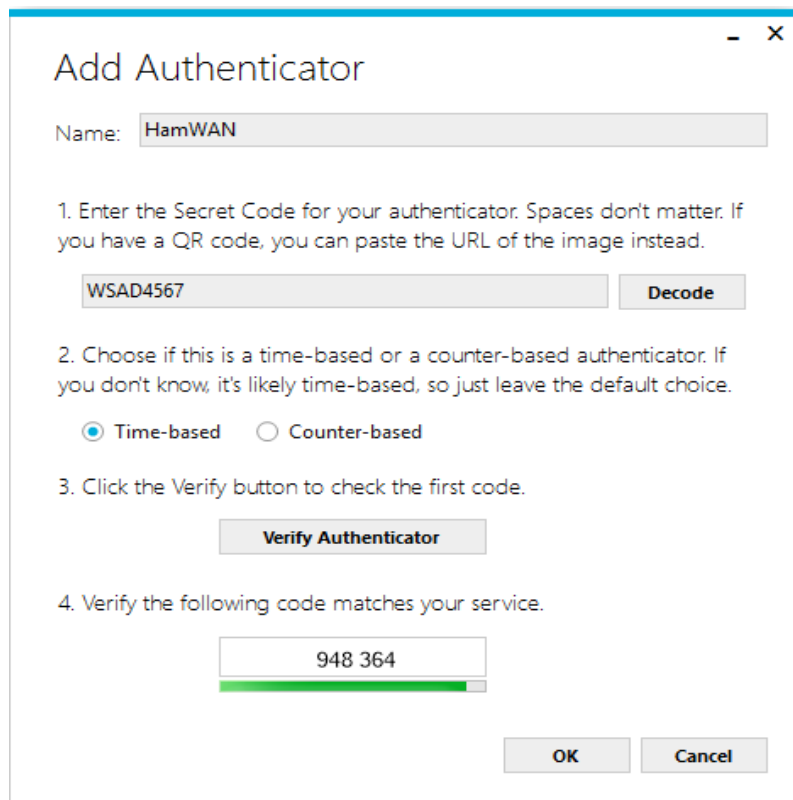 Add Authenticator
Name: HamWAN
1. Enter the Secret Code for your authenticator. Spaces don't matter. If
you have a QR code, you can paste the URL of the image instead.
WSAD4567 Decode
2. Choose if this is a time-based or a counter-based authenticator. If
you don't know, it's likely time-based, so just leave the default choice.
Time-based Counter-based
3. Click the Verify button to check the first code.
Verify Authenticator
4. Verify the following code matches your service.
948 364
OK Cancel